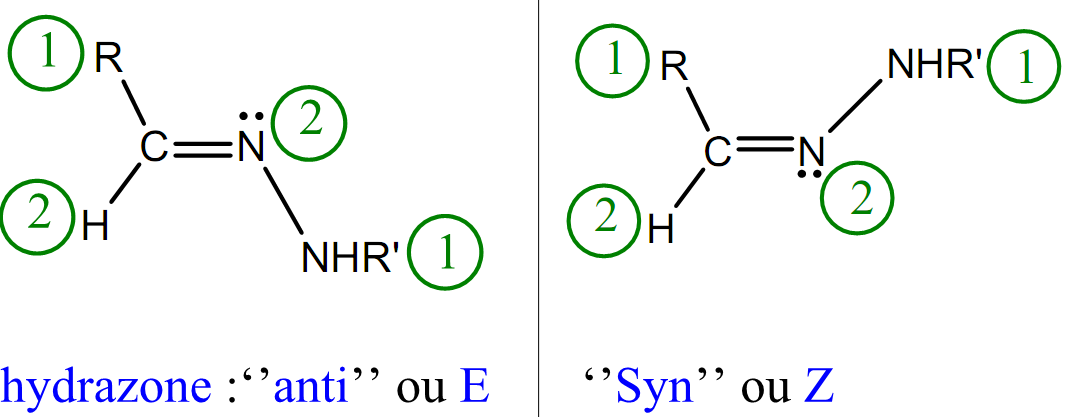 1 R
C=N 2
2 H
NHR' 1
hydrazone :‘’anti’’ ou E
1 R
NHR' 1
C=N
2
2 H
‘’Syn’’ ou Z